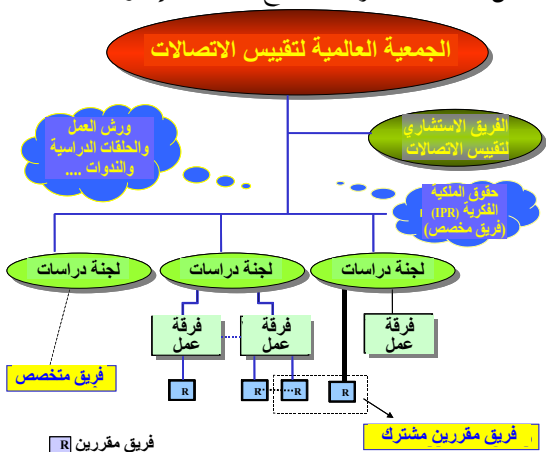 الجمعية العالمية لتقييس الاتصالات
ورش العمل
والحلقات الدراسية
والندوات ....
الفريق الاستشاري
لتقييس الاتصالات
حقوق الملكية
الفكرية (IPR)
(فريق مخصص)
لجنة دراسات
لجنة دراسات
لجنة دراسات
فرقة
عمل
فرقة
عمل
فرقة
عمل
فريق متخصص
R
R
R
R
فريق مقررين مشترك
فريق مقررين R